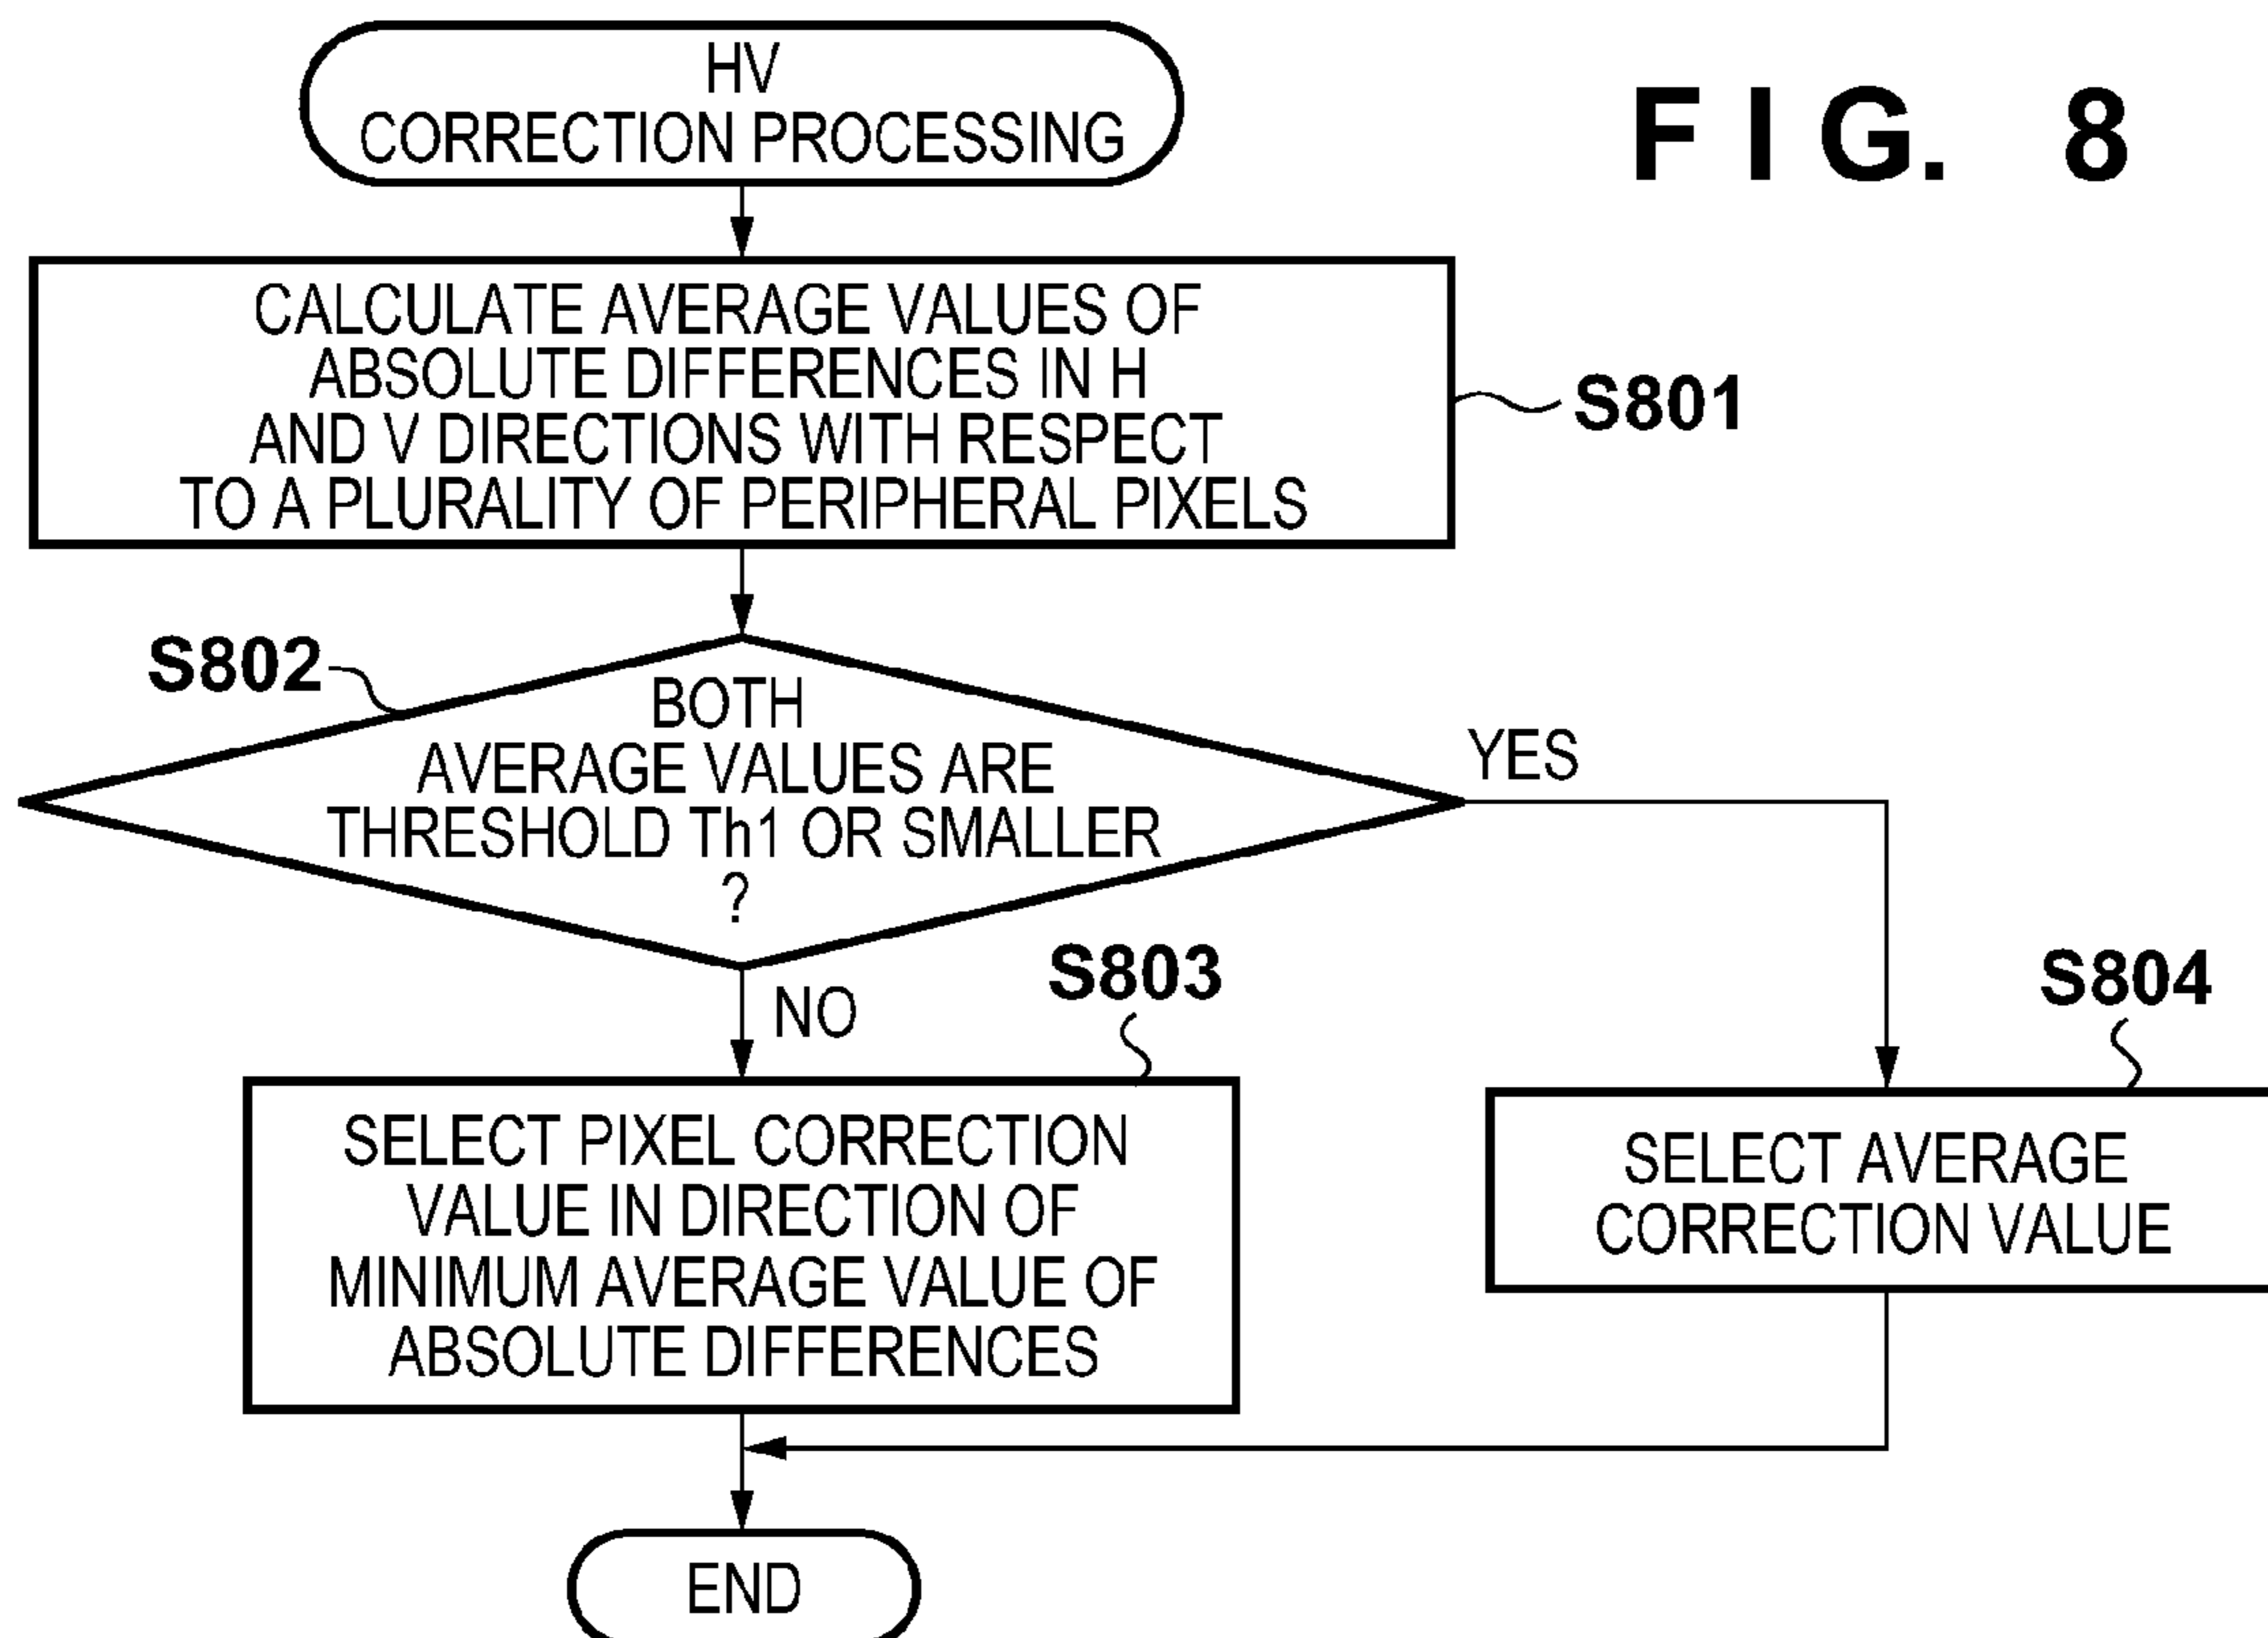 HV
CORRECTION PROCESSING
FIG. 8
CALCULATE AVERAGE VALUES OF
ABSOLUTE DIFFERENCES IN H
AND V DIRECTIONS WITH RESPECT
TO A PLURALITY OF PERIPHERAL PIXELS
S801
S802
BOTH
AVERAGE VALUES ARE
THRESHOLD Th1 OR SMALLER
?
YES
NO
S803
SELECT PIXEL CORRECTION
VALUE IN DIRECTION OF
MINIMUM AVERAGE VALUE OF
ABSOLUTE DIFFERENCES
S804
SELECT AVERAGE
CORRECTION VALUE
END